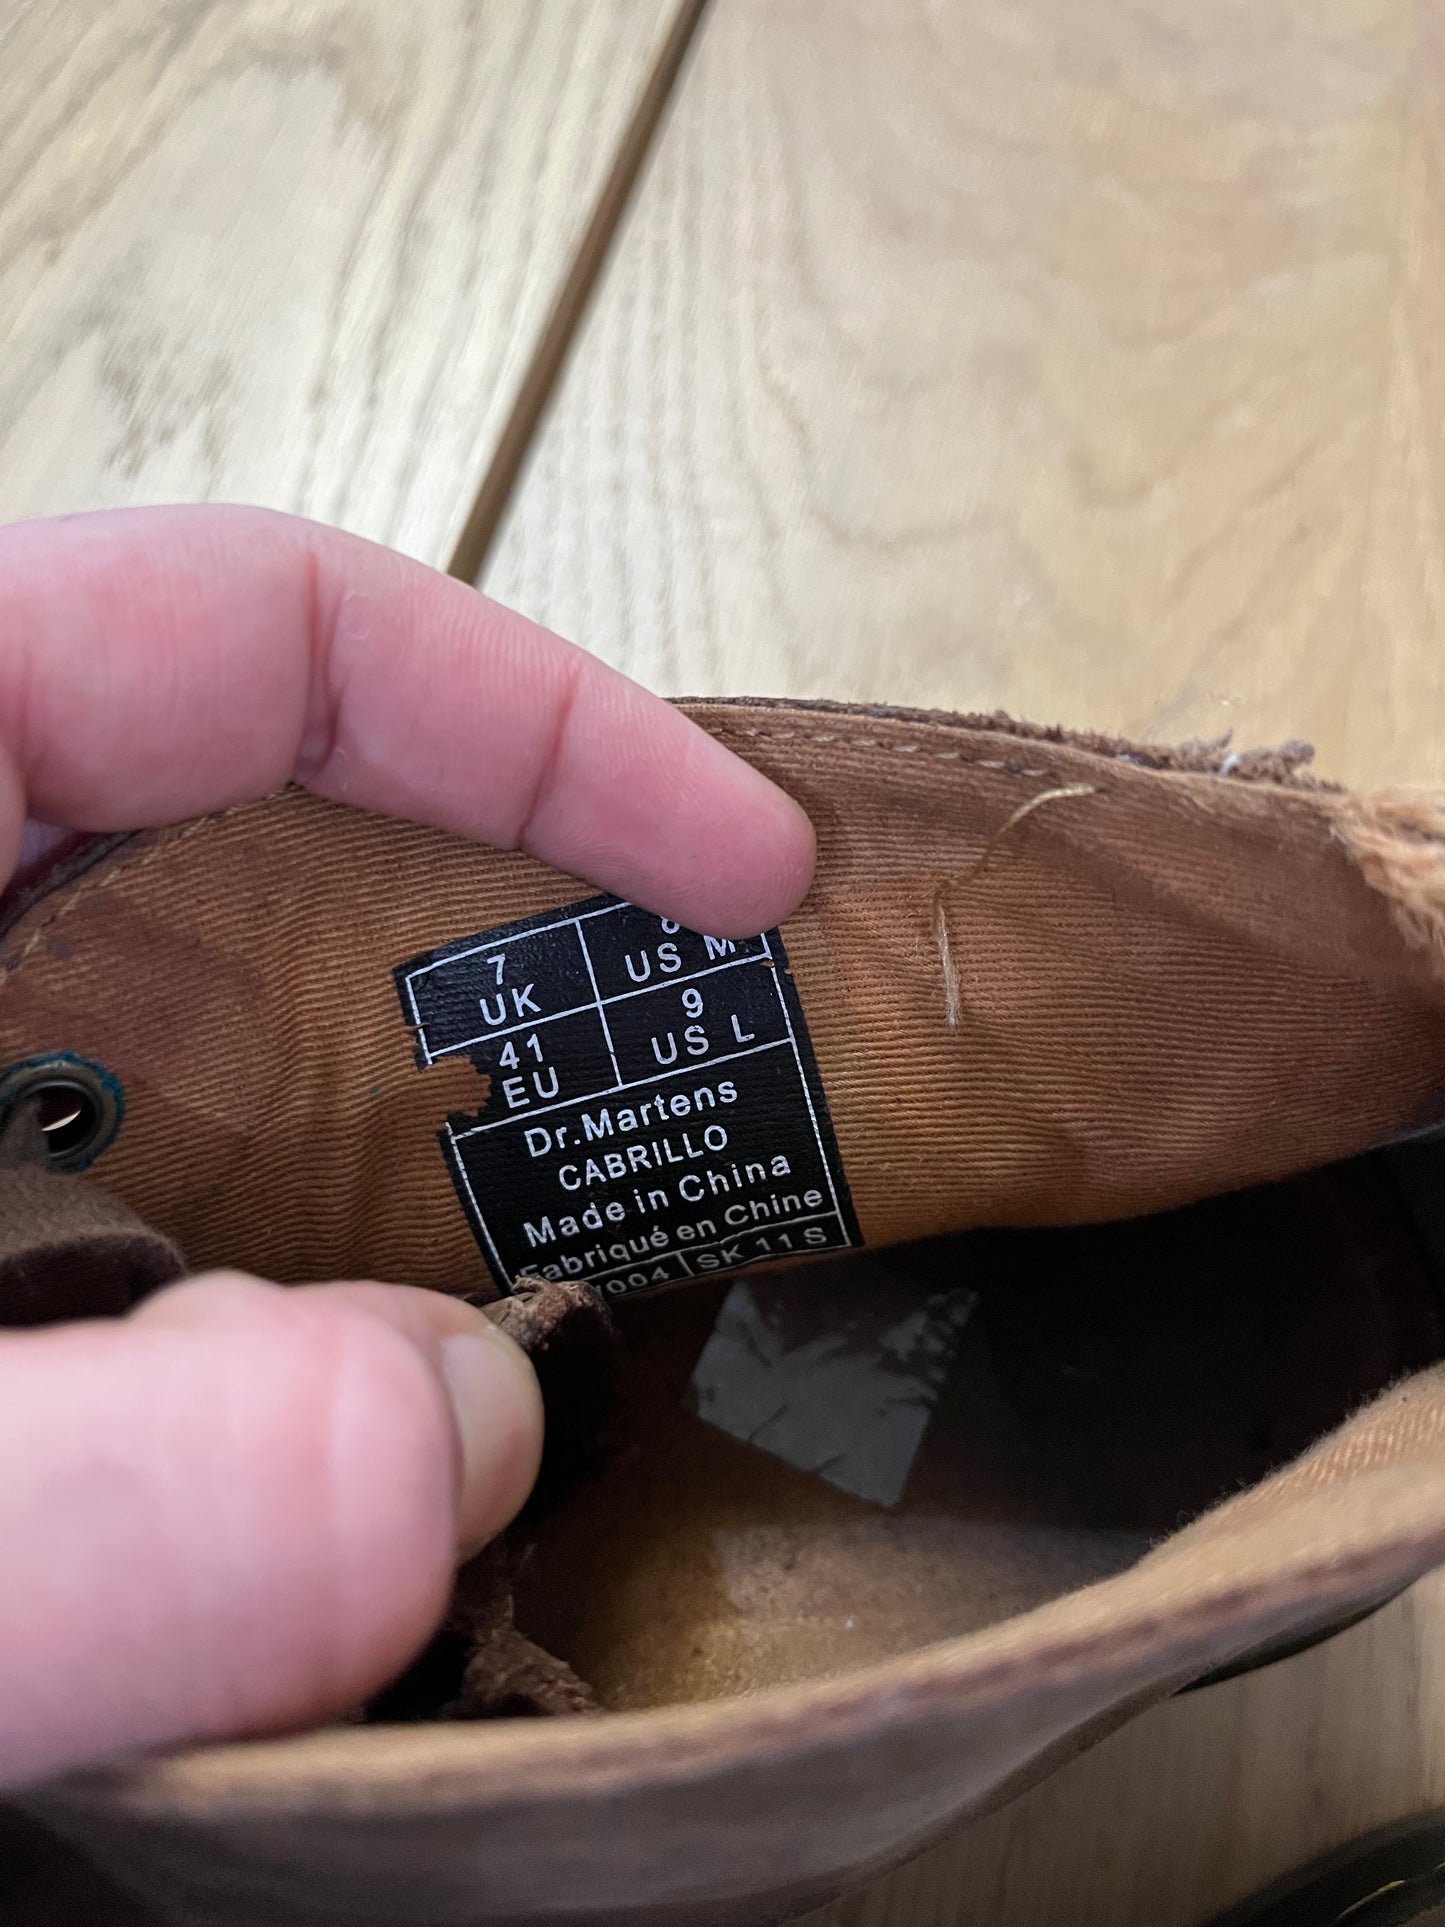 7
UK
US M
41
EU
9
US L
Dr.Martens
CABRILLO
Made in China
Fabriqué en Chine
SK 11 S